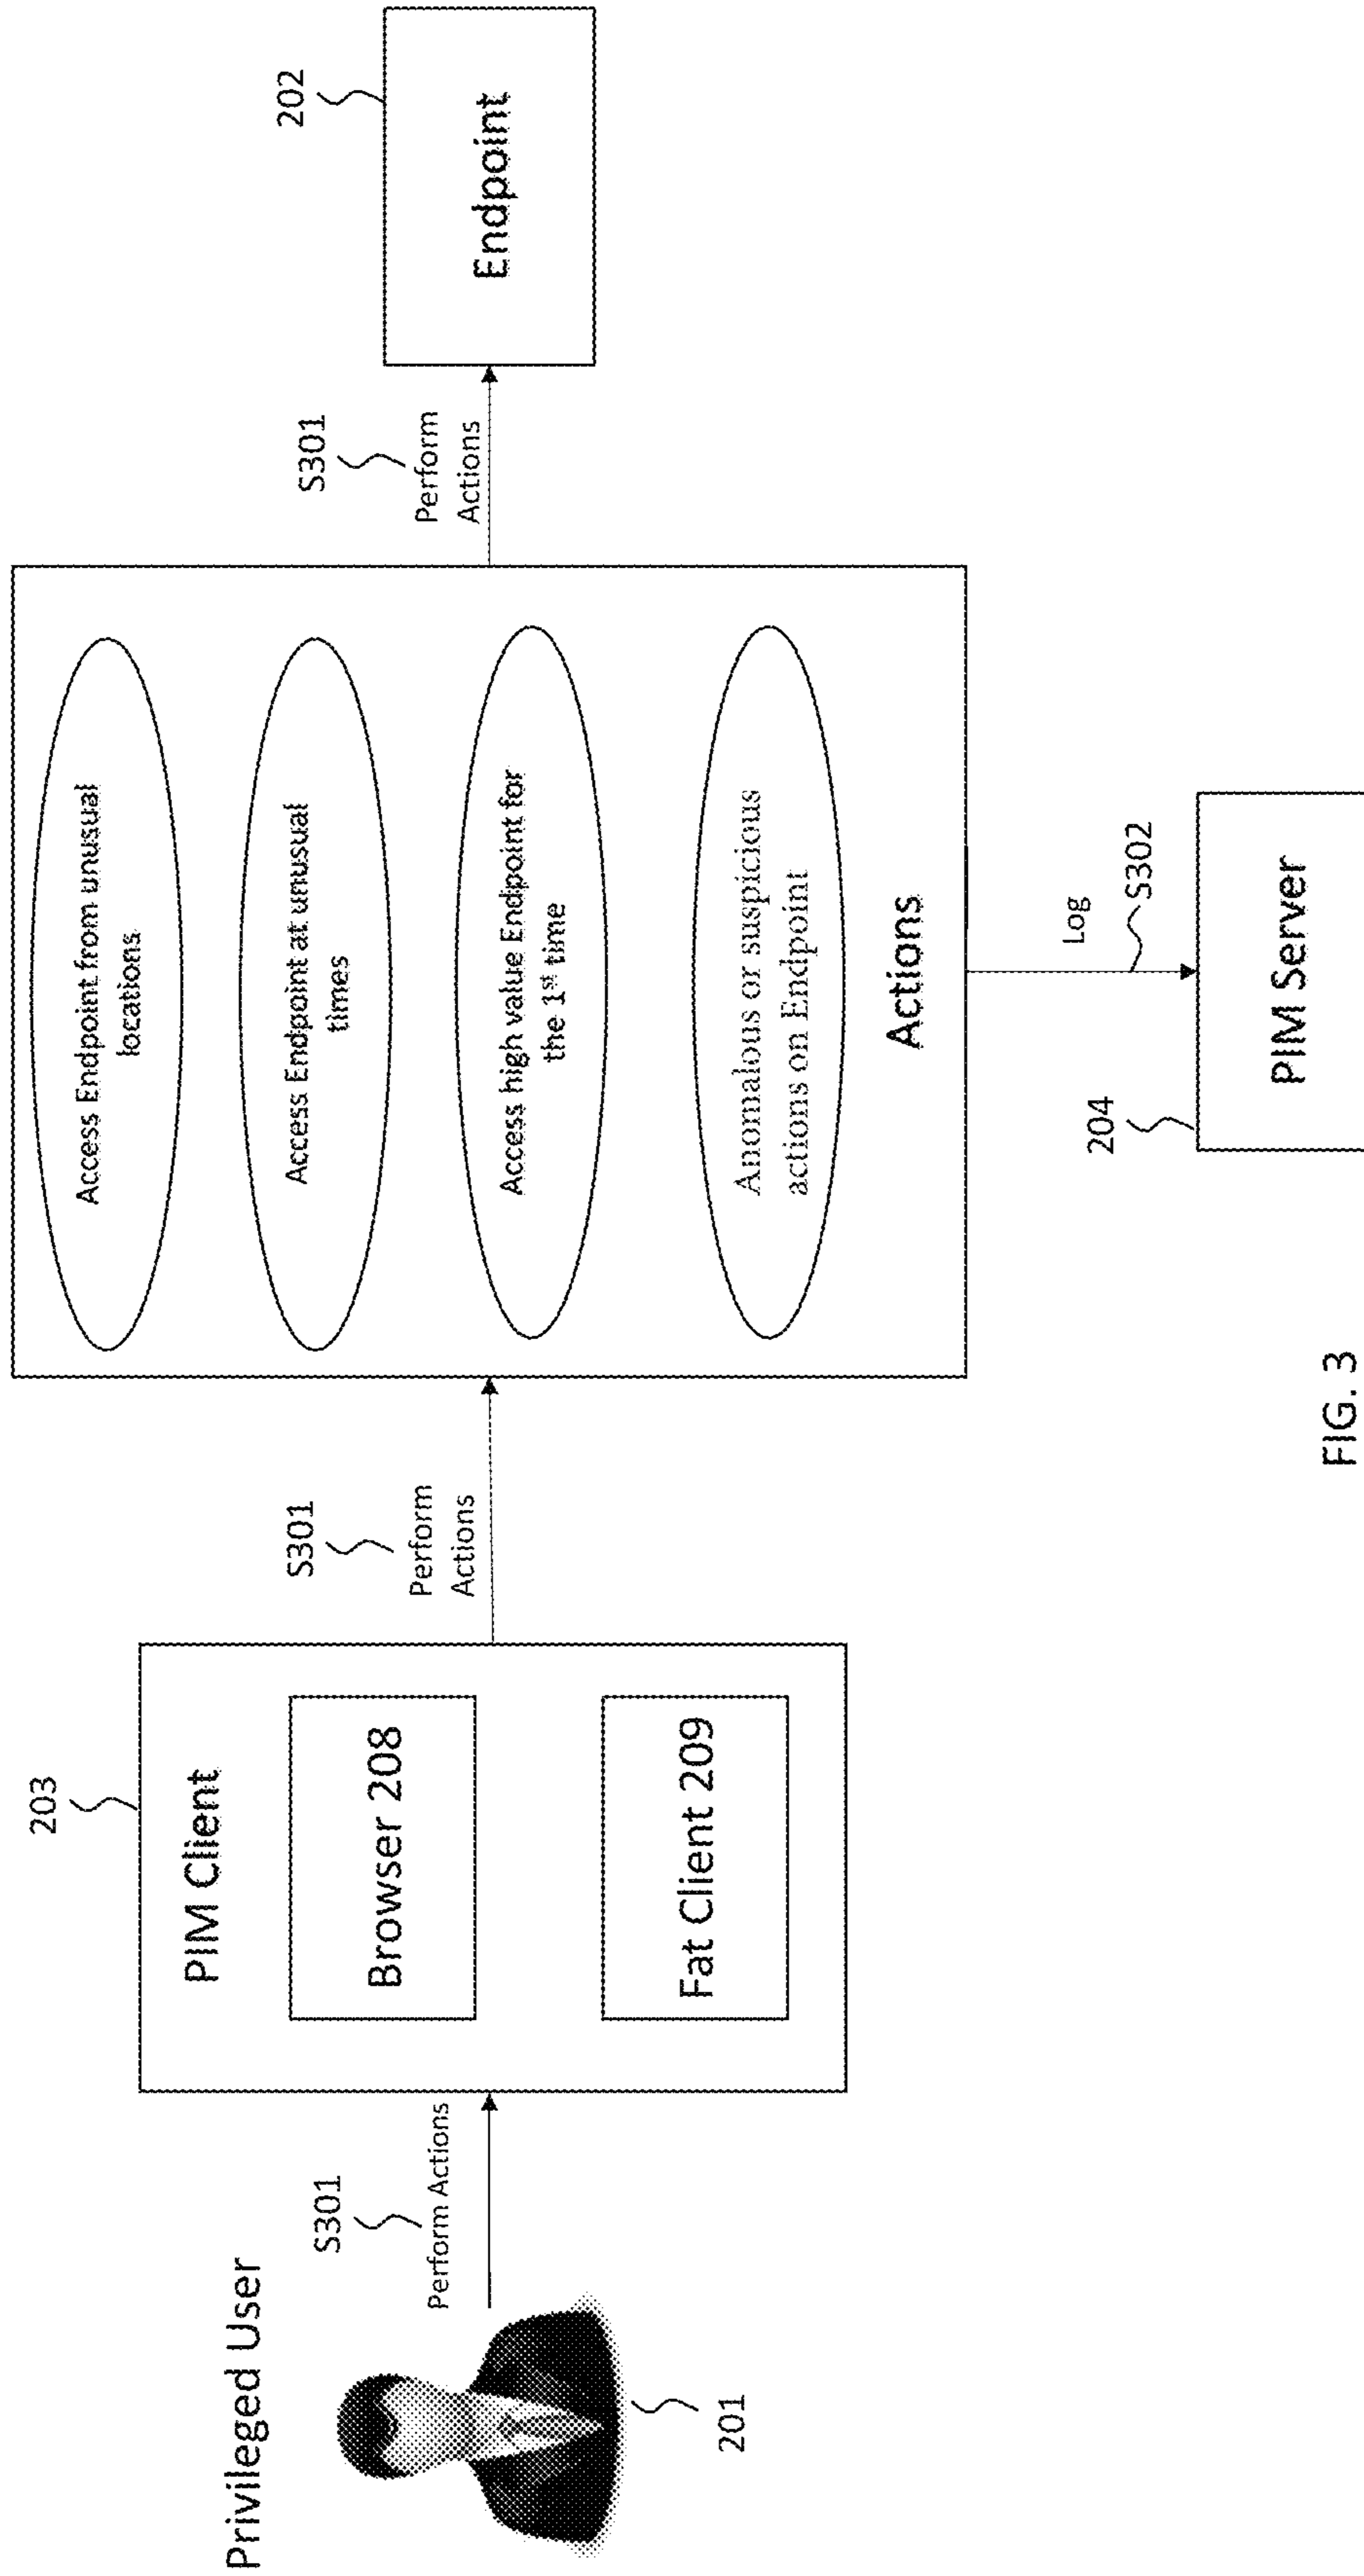 Privileged User
201
S301
Perform Actions
203
PIM Client
Browser 208
Fat Client 209
S301
Perform
Actions
Access Endpoint from unusual
locations
Access Endpoint at unusual
times
Access high value Endpoint for
the 1st time
Anomalous or suspicious
actions on Endpoint
Actions
S301
Perform
Actions
202
Endpoint
Log
S302
204
PIM Server
FIG. 3